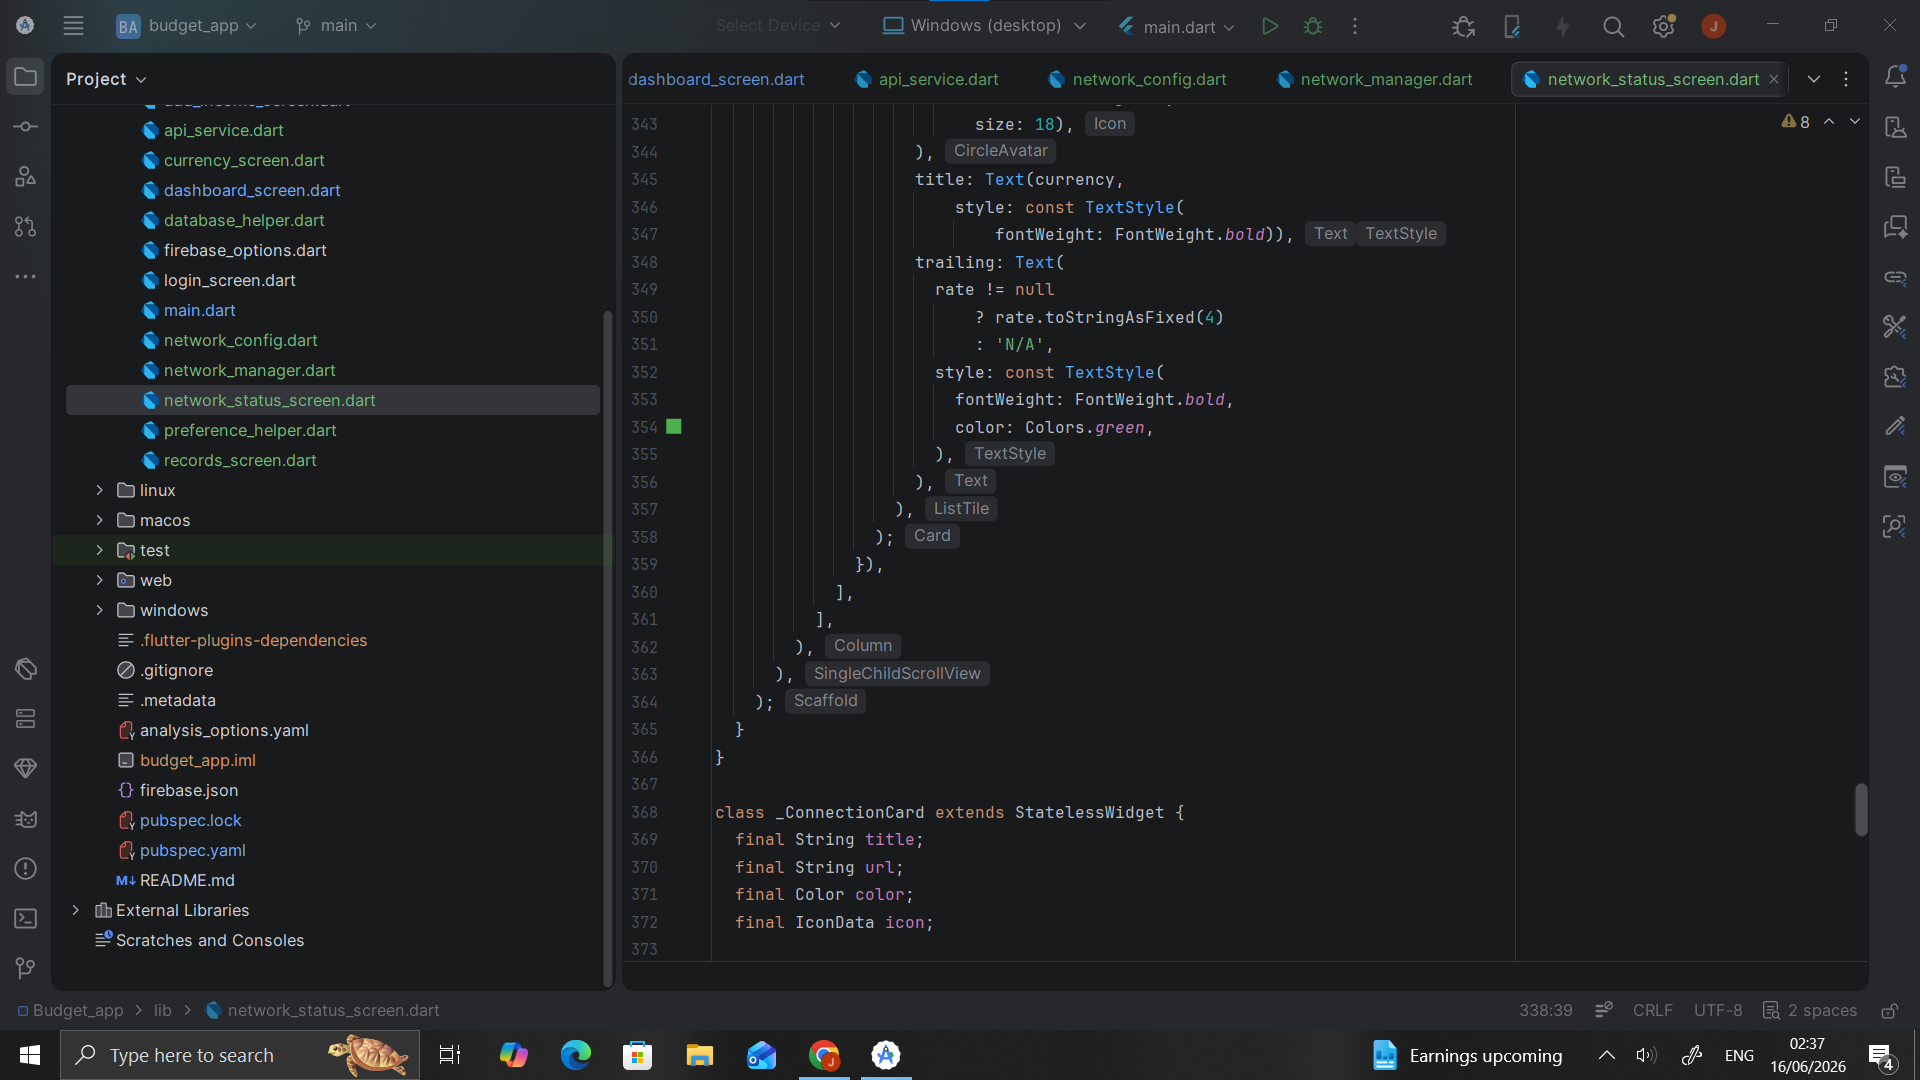 BA budget_app main Select Device Windows (desktop) main.dart J
Project
api_service.dart
currency_screen.dart
dashboard_screen.dart
database_helper.dart
firebase_options.dart
login_screen.dart
main.dart
network_config.dart
network_manager.dart
network_status_screen.dart
preference_helper.dart
records_screen.dart
linux
macos
test
web
windows
.flutter-plugins-dependencies
.gitignore
.metadata
analysis_options.yaml
budget_app.iml
firebase.json
pubspec.lock
pubspec.yaml
M↓ README.md
External Libraries
Scratches and Consoles
dashboard_screen.dart api_service.dart network_config.dart network_manager.dart network_status_screen.dart
8
343 size: 18), Icon
344 ), CircleAvatar
345 title: Text(currency,
346 style: const TextStyle(
347 fontWeight: FontWeight.bold)), Text TextStyle
348 trailing: Text(
349 rate != null
350 ? rate.toStringAsFixed(4)
351 : 'N/A',
352 style: const TextStyle(
353 fontWeight: FontWeight.bold,
354 color: Colors.green,
355 ), TextStyle
356 ), Text
357 ), ListTile
358 ); Card
359 }),
360 ],
361 ],
362 ), Column
363 ), SingleChildScrollView
364 ); Scaffold
365 }
366 }
367
368 class _ConnectionCard extends StatelessWidget {
369 final String title;
370 final String url;
371 final Color color;
372 final IconData icon;
373
Budget_app lib network_status_screen.dart 338:39 CRLF UTF-8 2 spaces
Type here to search Earnings upcoming ENG 02:37
16/06/2026 4